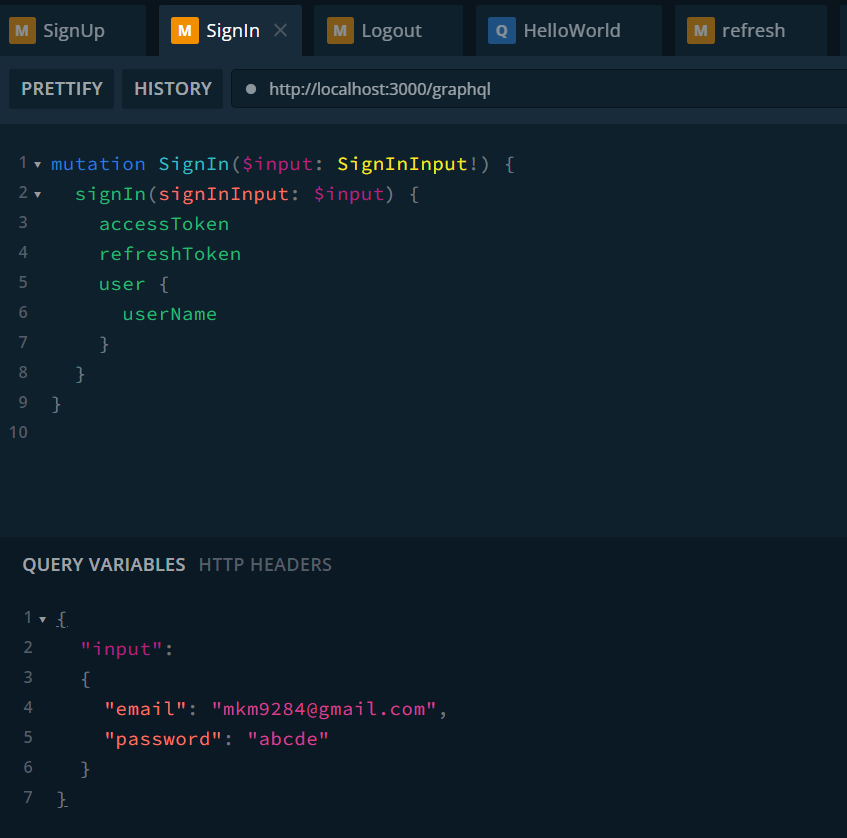 M SignUp M SignIn × M Logout Q HelloWorld M refresh
PRETTIFY HISTORY http://localhost:3000/graphql
1 mutation SignIn($input: SignInInput!) {
2 signIn(signInInput: $input) {
3 accessToken
4 refreshToken
5 user {
6 userName
7 }
8 }
9 }
10
QUERY VARIABLES HTTP HEADERS
1 {
2 "input":
3 {
4 "email": "mkm9284@gmail.com",
5 "password": "abcde"
6 }
7 }